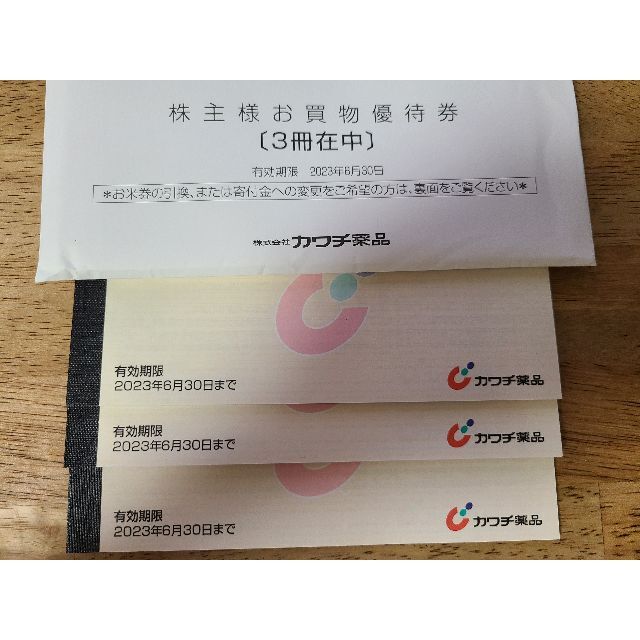 株主様お買物優待券
〔3冊在中〕
有効期限 2023年6月30日
*お米券の引換、または寄付金への変更をご希望の方は、裏面をご覧ください*
株式会社 カワチ薬品
有効期限
2023年6月30日まで
カワチ薬品
有効期限
2023年6月30日まで
カワチ薬品
有効期限
2023年6月30日まで
カワチ薬品